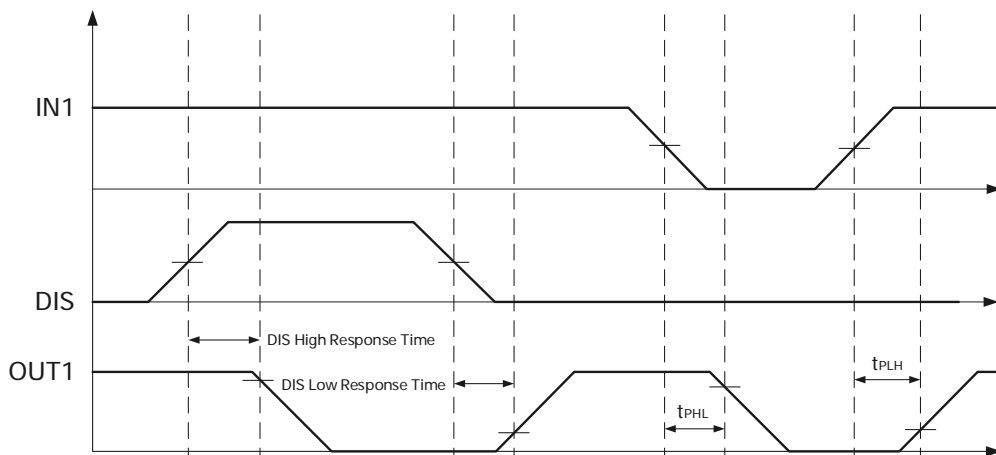 IN1
DIS
DIS High Response Time
OUT1
DIS Low Response Time
tPLH
tPHL